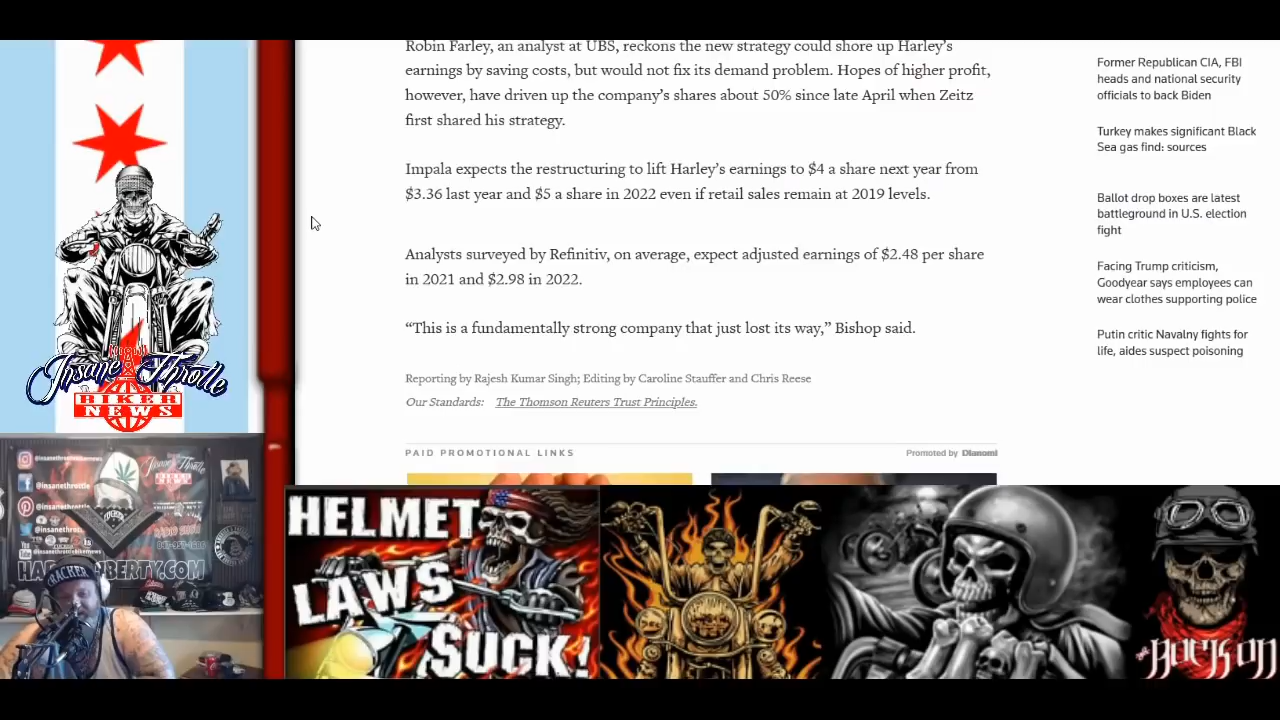 Robin Farley, an analyst at UBS, reckons the new strategy could shore up Harley's
earnings by saving costs, but would not fix its demand problem. Hopes of higher profit,
however, have driven up the company's shares about 50% since late April when Zeitz
first shared his strategy.
Impala expects the restructuring to lift Harley's earnings to $4 a share next year from
$3.36 last year and $5 a share in 2022 even if retail sales remain at 2019 levels.
Analysts surveyed by Refinitiv, on average, expect adjusted earnings of $2.48 per share
in 2021 and $2.98 in 2022.
“This is a fundamentally strong company that just lost its way,” Bishop said.
Reporting by Rajesh Kumar Singh; Editing by Caroline Stauffer and Chris Reese
Our Standards: The Thomson Reuters Trust Principles.
PAID PROMOTIONAL LINKS
Promoted by Dianomi
Former Republican CIA, FBI
heads and national security
officials to back Biden
Turkey makes significant Black
Sea gas find: sources
Ballot drop boxes are latest
battleground in U.S. election
fight
Facing Trump criticism,
Goodyear says employees can
wear clothes supporting police
Putin critic Navalny fights for
life, aides suspect poisoning
Insane Throttle
BIKER
NEWS
@insanethrottle
@insanethrottle
@insanethrottle
@insanethrottle
@insanethrottlebikernews
CRACKER
HELMET
LAWS
SUCK!